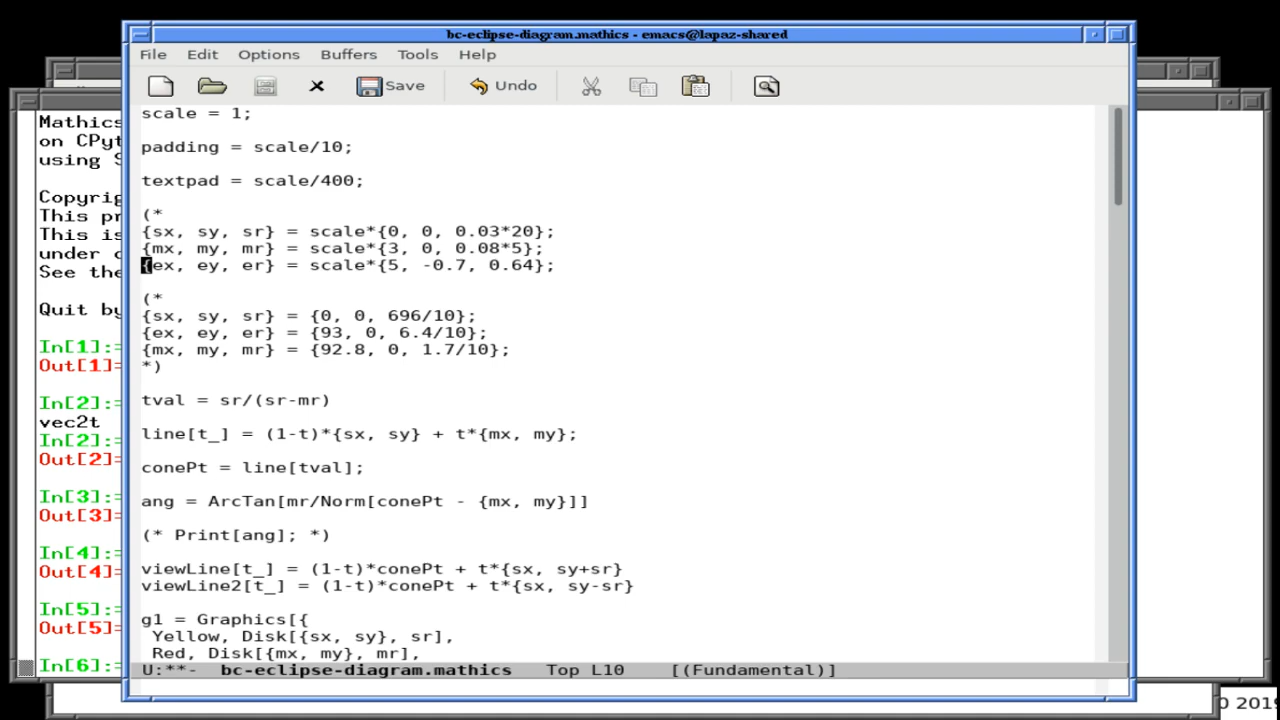 bc-eclipse-diagram.mathics - emacs@lapaz-shared
File Edit Options Buffers Tools Help
Save Undo
scale = 1;
padding = scale/10;
textpad = scale/400;
(*
{sx, sy, sr} = scale*{0, 0, 0.03*20};
{mx, my, mr} = scale*{3, 0, 0.08*5};
{ex, ey, er} = scale*{5, -0.7, 0.64};
(*
{sx, sy, sr} = {0, 0, 696/10};
{ex, ey, er} = {93, 0, 6.4/10};
{mx, my, mr} = {92.8, 0, 1.7/10};
*)
tval = sr/(sr-mr)
line[t_] = (1-t)*{sx, sy} + t*{mx, my};
conePt = line[tval];
ang = ArcTan[mr/Norm[conePt - {mx, my}]]
(* Print[ang]; *)
viewLine[t_] = (1-t)*conePt + t*{sx, sy+sr}
viewLine2[t_] = (1-t)*conePt + t*{sx, sy-sr}
g1 = Graphics[{
Yellow, Disk[{sx, sy}, sr],
Red, Disk[{mx, my}, mr],
U:**- bc-eclipse-diagram.mathics Top L10 [(Fundamental)]
Mathics
on CPyt
using S
Copyrig
This pr
This is
under c
See the
Quit by
In[1]:=
Out[1]=
In[2]:=
vec2t
In[2]:=
Out[2]=
In[3]:=
Out[3]=
In[4]:=
Out[4]=
In[5]:=
Out[5]=
In[6]:=